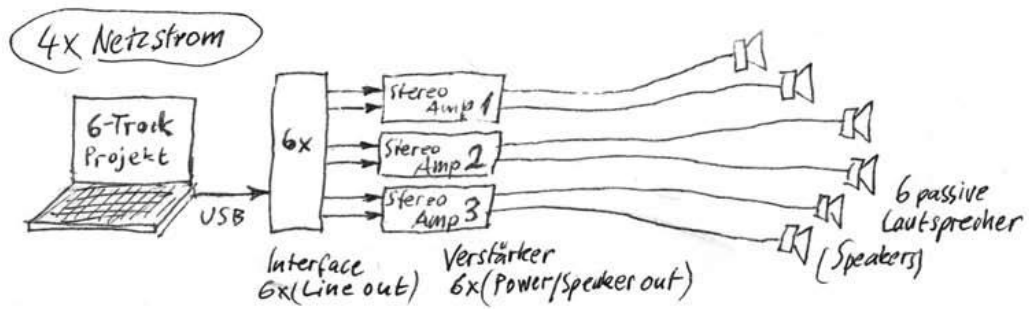 4x Netzstrom
6-Track
Projekt
USB
6x
Stereo
Amp 1
Stereo
Amp 2
Stereo
Amp 3
Interface
6x (Line out)
Verstärker
6x (Power/Speaker out)
6 passive
Lautsprecher
(Speakers)